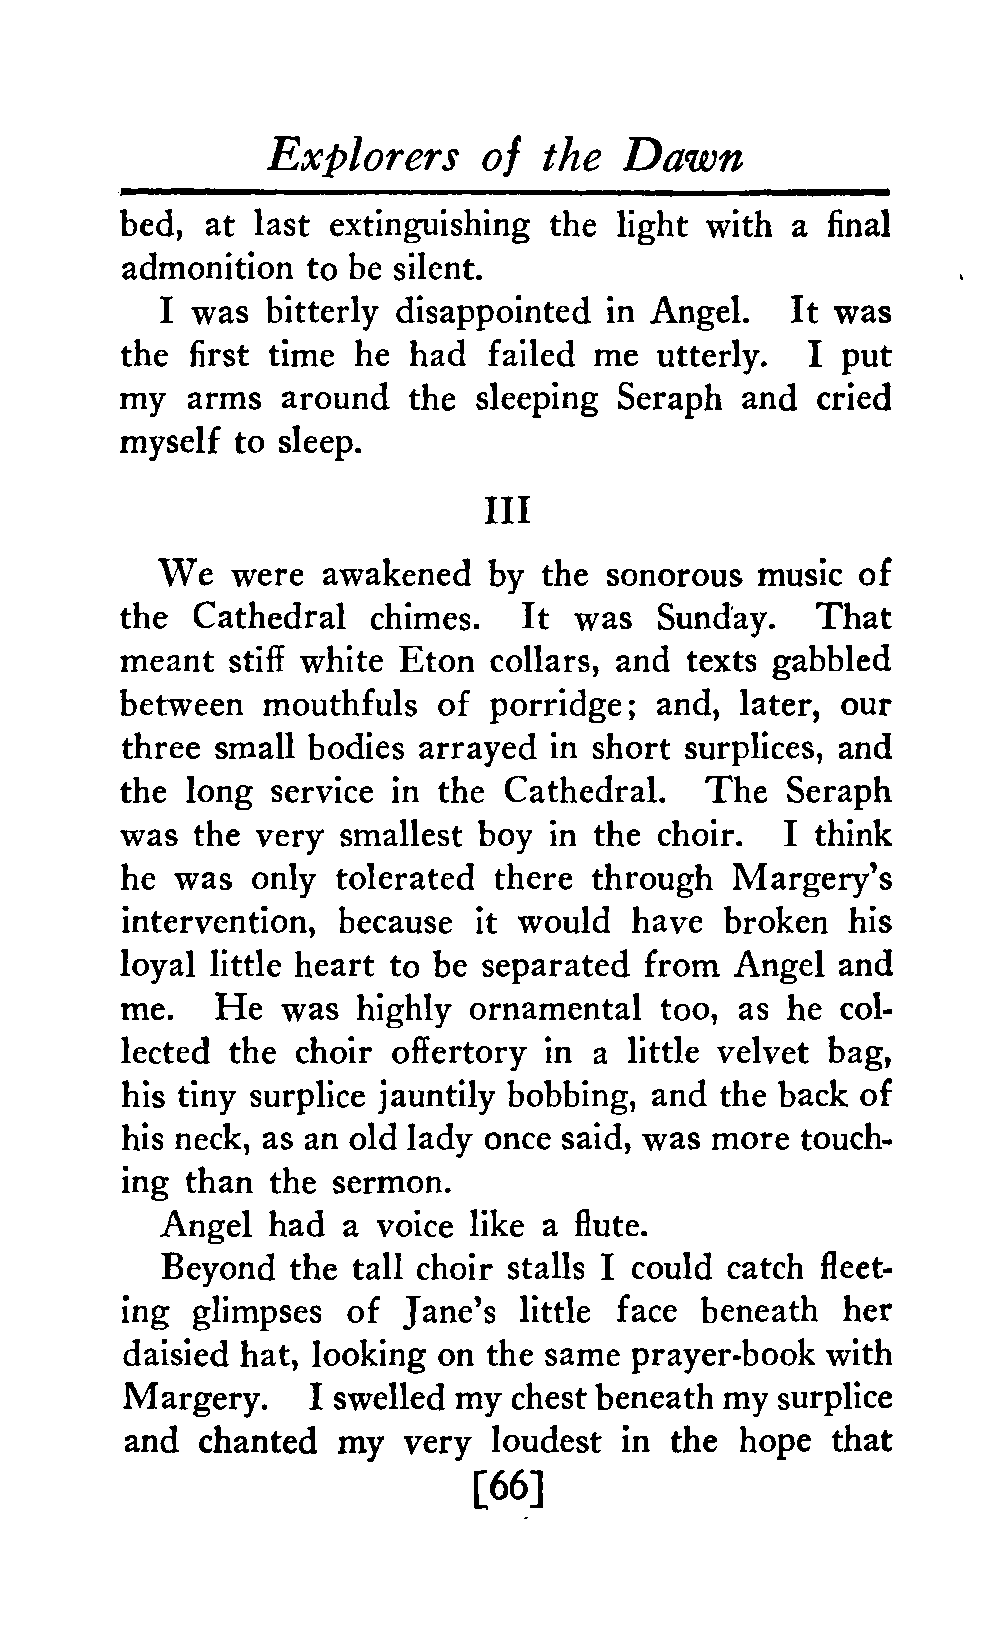 Explorers of the Dawn
bed, at last extinguishing the light with a final
admonition to be silent.
I was bitterly disappointed in Angel. It was
the first time he had failed me utterly. I put
my arms around the sleeping Seraph and cried
myself to sleep.
III
We were awakened by the sonorous music of
the Cathedral chimes. It was Sunday. That
meant stiff white Eton collars, and texts gabbled
between mouthfuls of porridge; and, later, our
three small bodies arrayed in short surplices, and
the long service in the Cathedral. The Seraph
was the very smallest boy in the choir. I think
he was only tolerated there through Margery's
intervention, because it would have broken his
loyal little heart to be separated from Angel and
me. He was highly ornamental too, as he col-
lected the choir offertory in a little velvet bag,
his tiny surplice jauntily bobbing, and the back of
his neck, as an old lady once said, was more touch-
ing than the sermon.
Angel had a voice like a flute.
Beyond the tall choir stalls I could catch fleet-
ing glimpses of Jane's little face beneath her
daisied hat, looking on the same prayer-book with
Margery. I swelled my chest beneath my surplice
and chanted my very loudest in the hope that
[66]